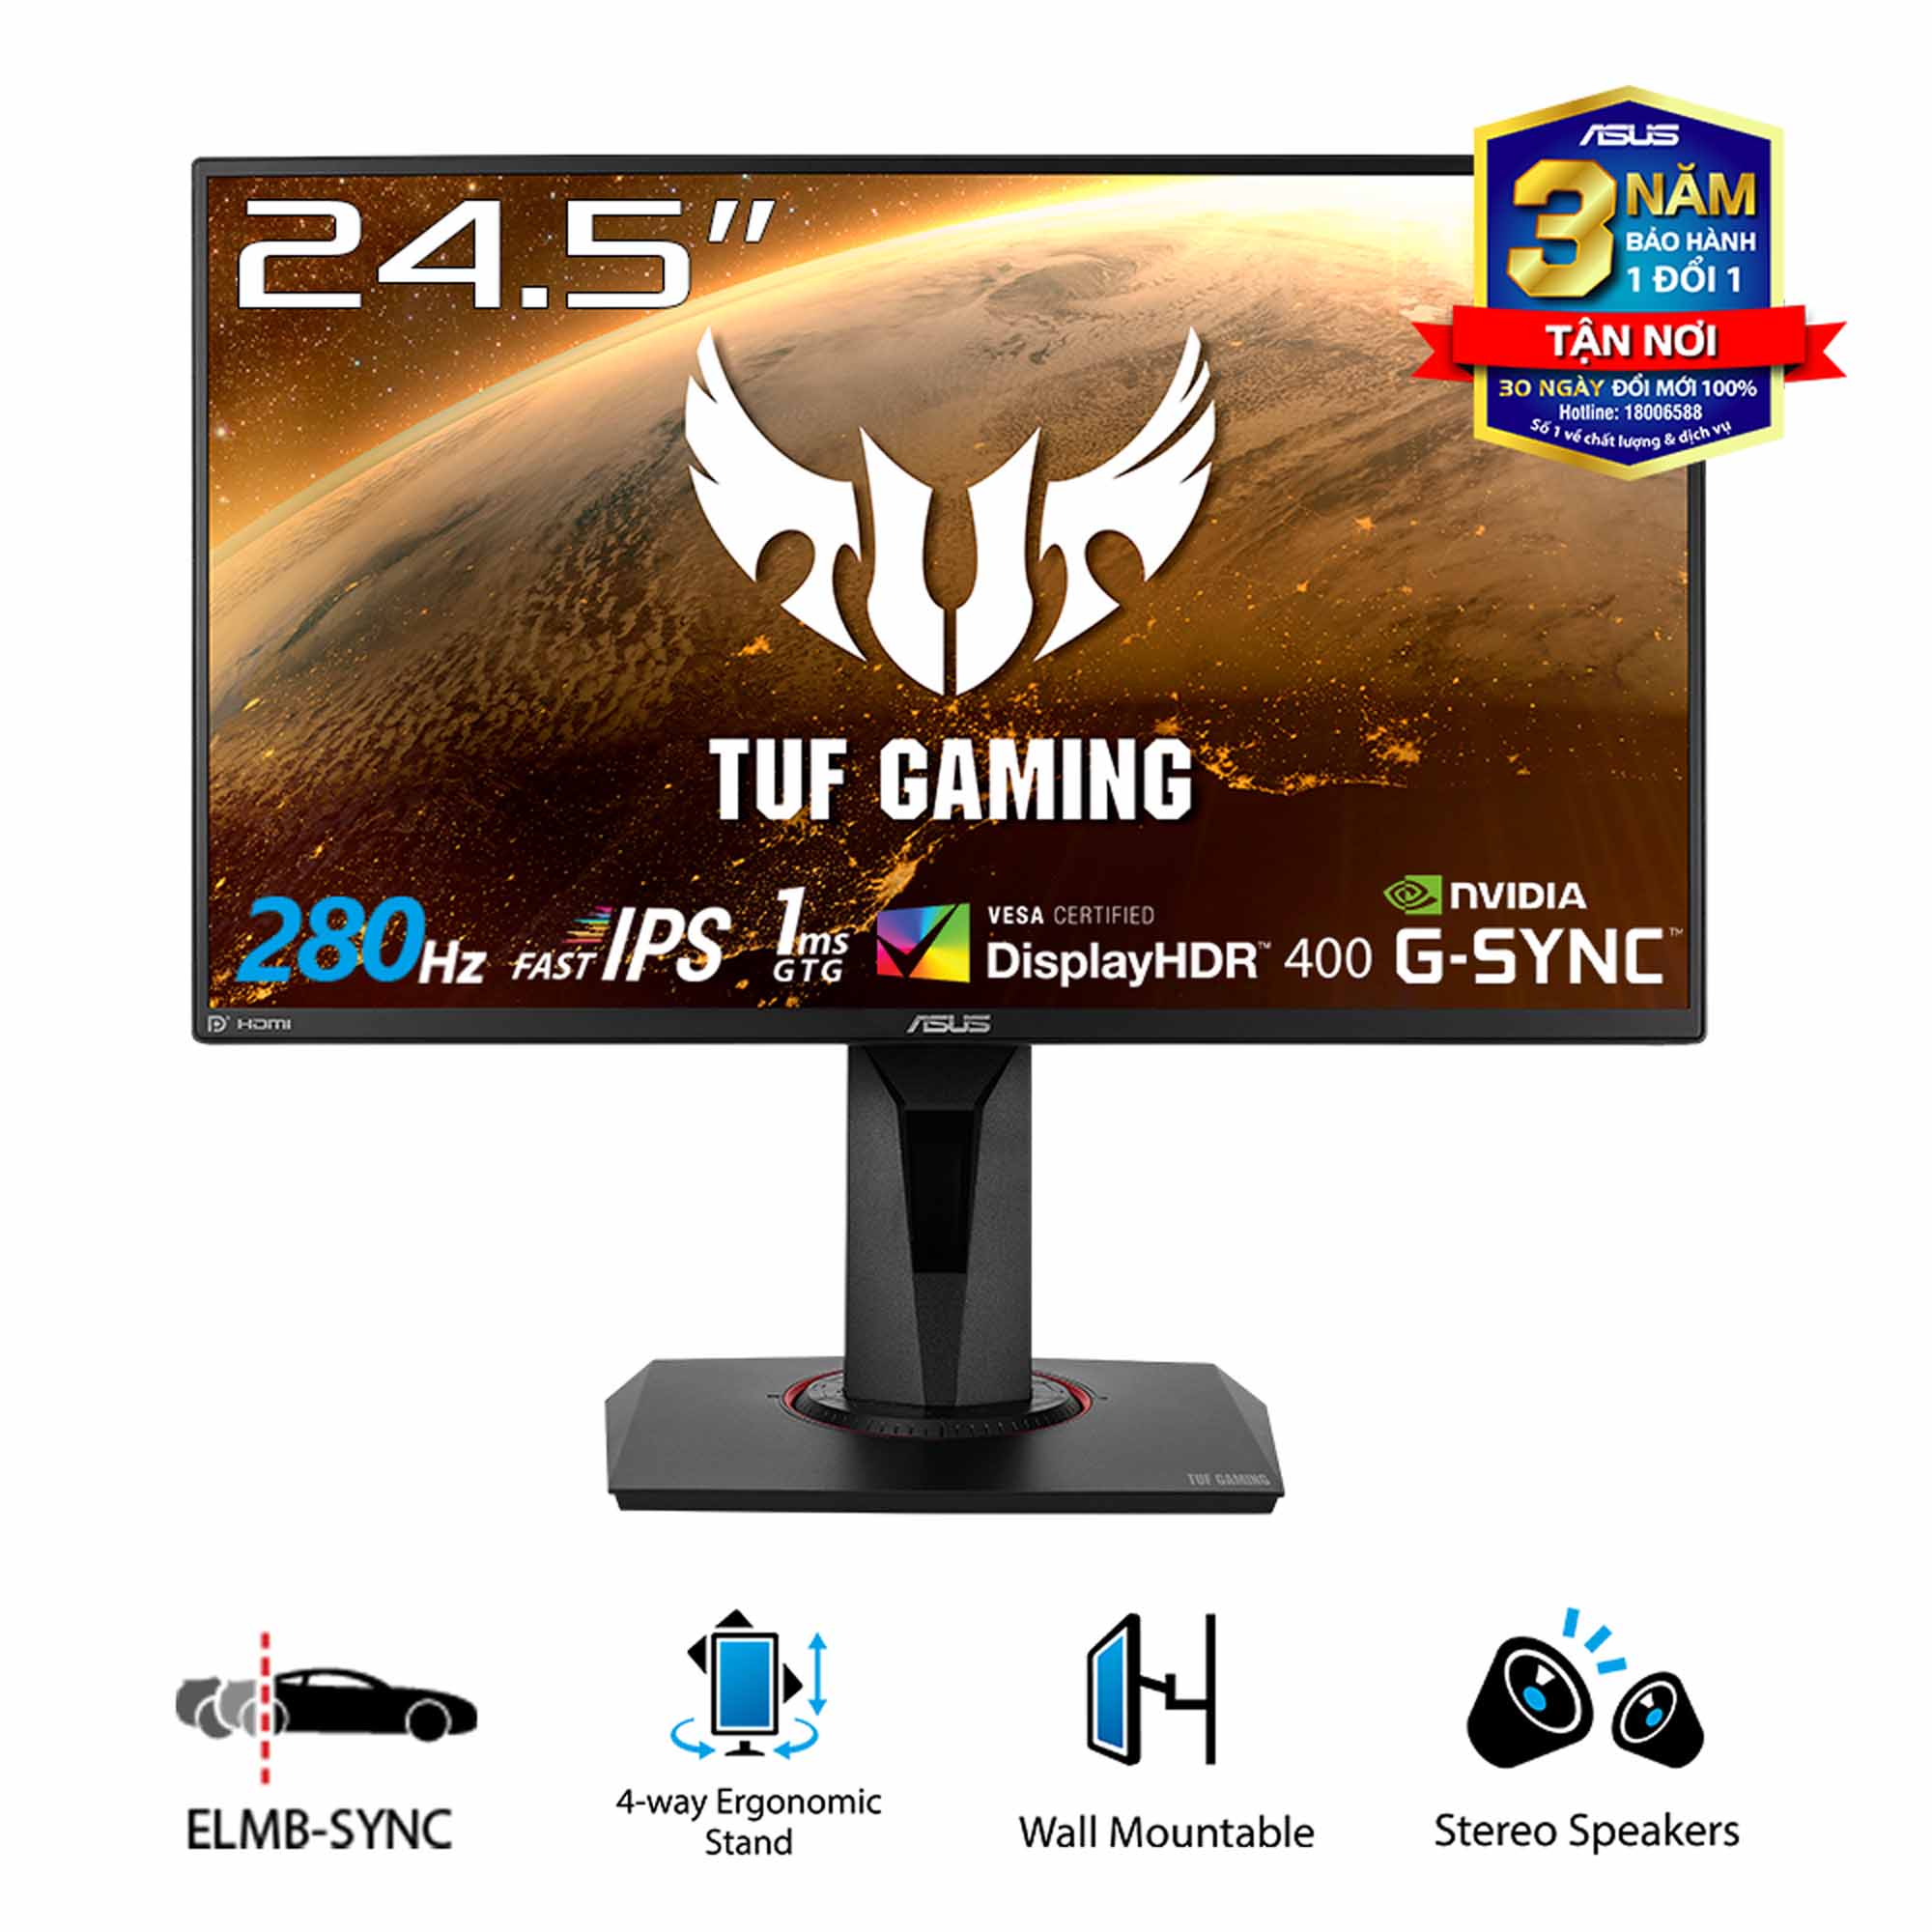 ASUS
3 NĂM
BẢO HÀNH
1 ĐỔI 1
TẬN NƠI
30 NGÀY ĐỔI MỚI 100%
Hotline: 18006588
Số 1 về chất lượng & dịch vụ
24.5"
TUF GAMING
280Hz FAST IPS 1ms GTG VESA CERTIFIED DisplayHDR™ 400 NVIDIA G-SYNC™
HDMI ASUS
TUF GAMING
ELMB-SYNC
4-way Ergonomic
Stand
Wall Mountable
Stereo Speakers